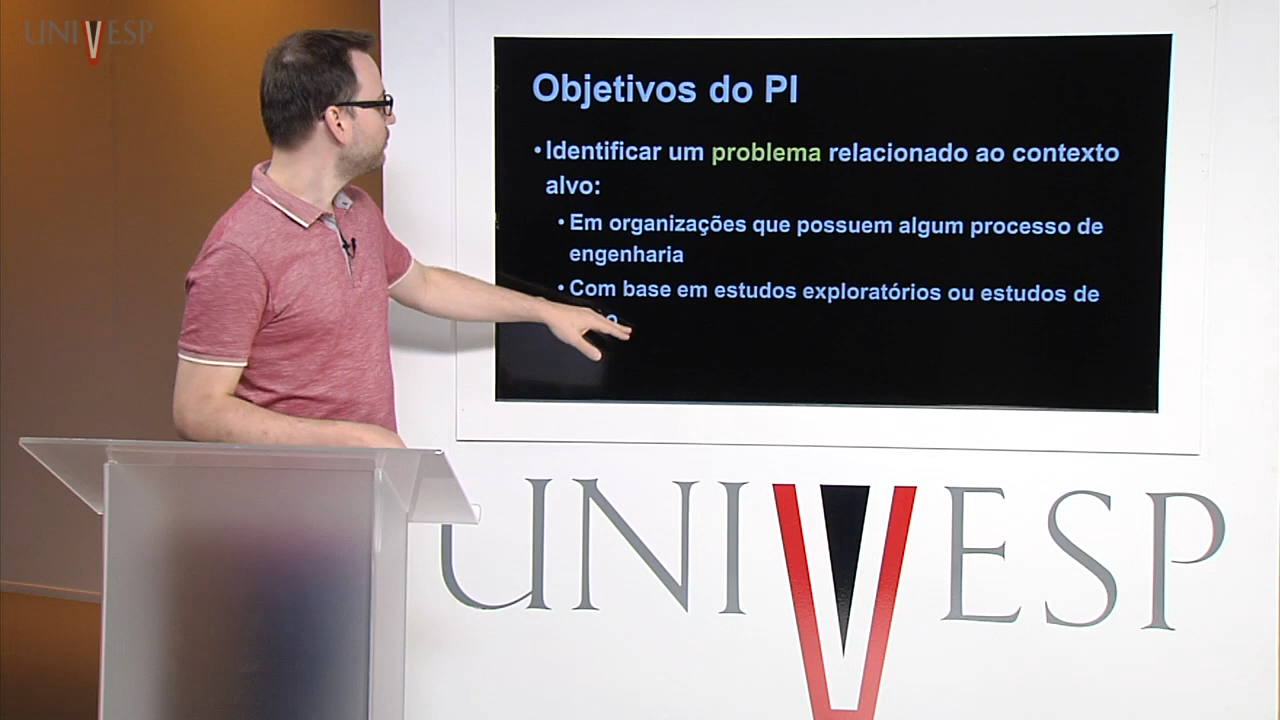 UNIVESP
Objetivos do PI
• Identificar um problema relacionado ao contexto
alvo:
• Em organizações que possuem algum processo de
engenharia
• Com base em estudos exploratórios ou estudos de
UNIVESP